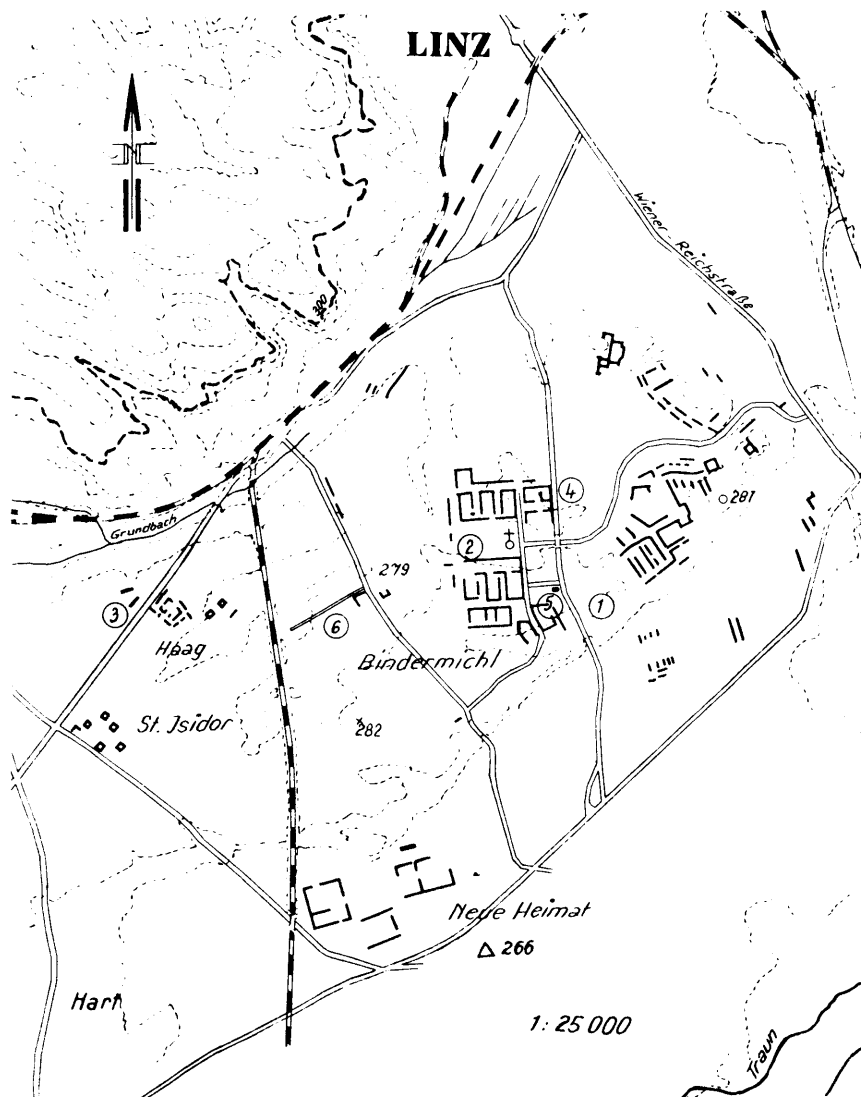 LINZ
N
Wiener-Reichstraße
300
4
281
Grundbach
2
279
3
6
5
1
Haag
Bindermichl
St. Isidor
282
Neue Heimat
266
Hart
1:25 000
Traun